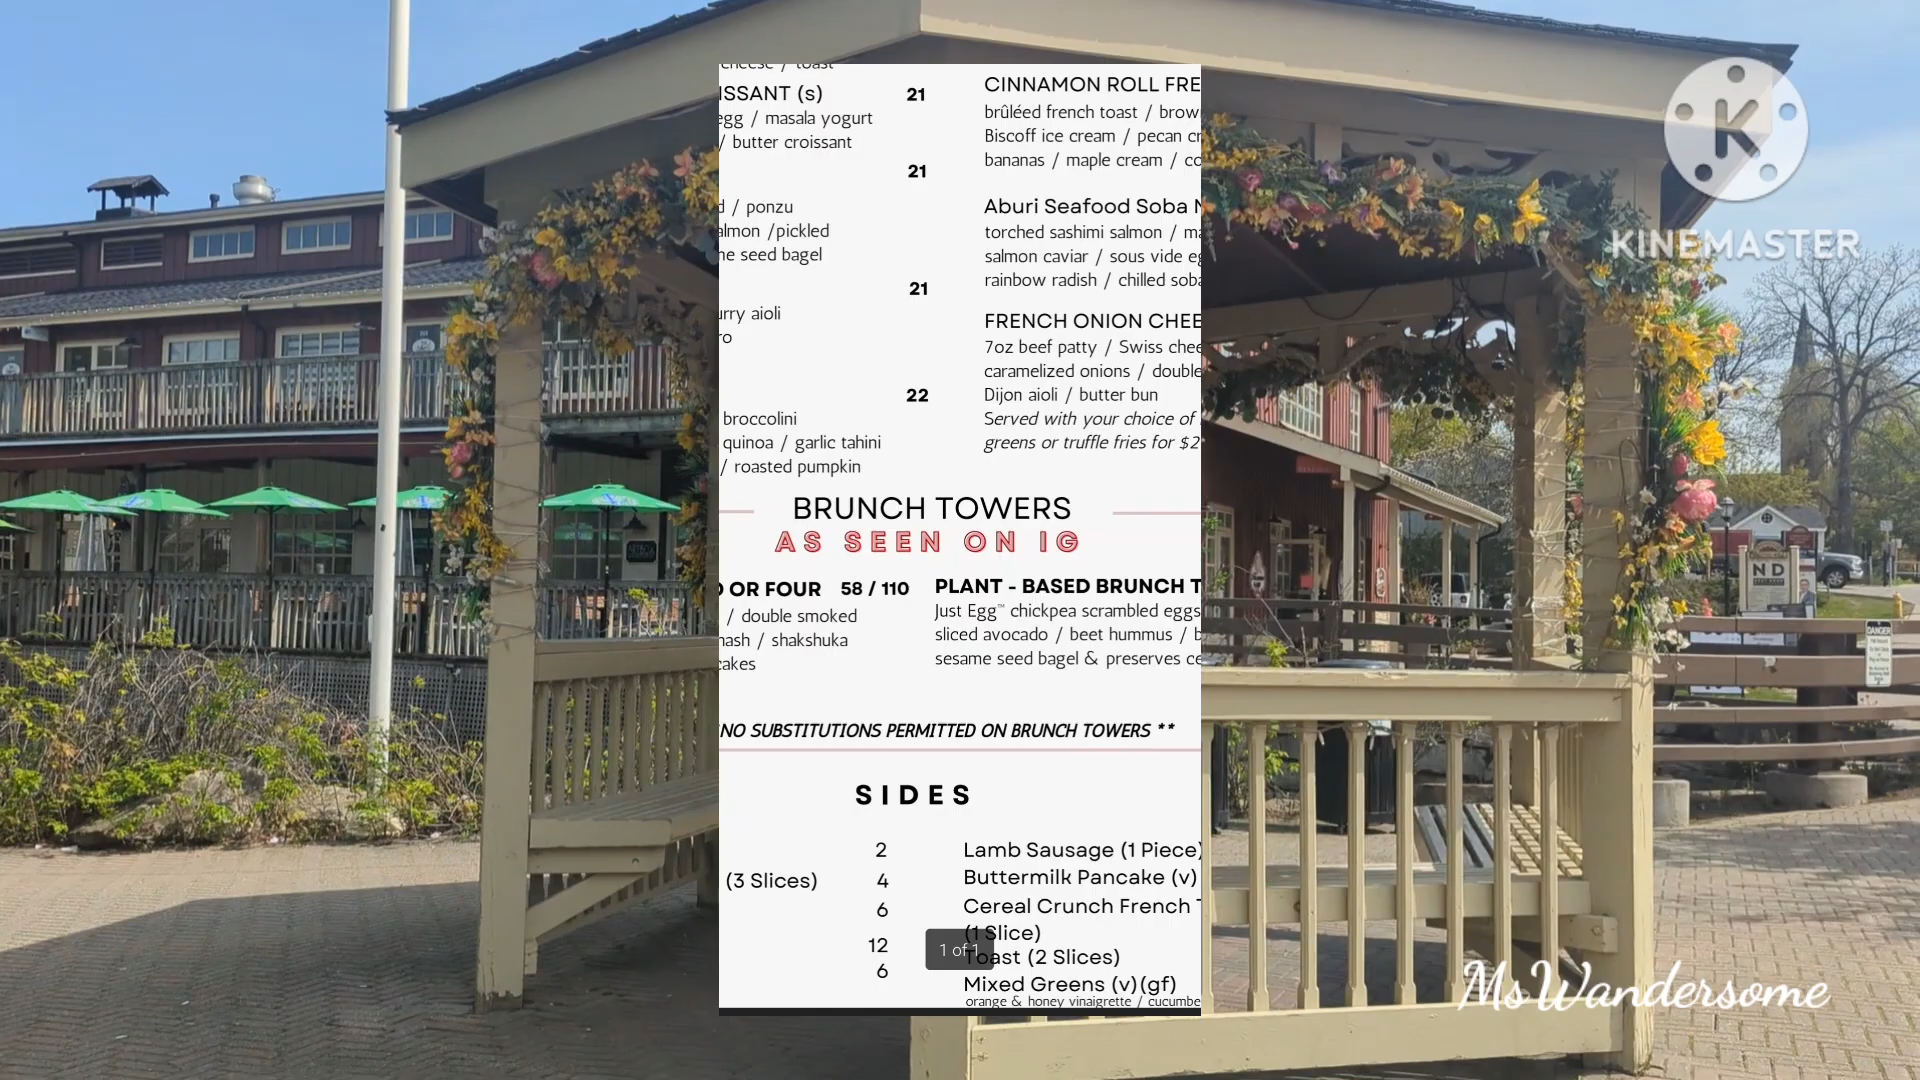 cheese / toast
ISSANT (s) 21
egg / masala yogurt
/ butter croissant
21
d / ponzu
almon /pickled
me seed bagel
21
urry aioli
ro
22
broccolini
quinoa / garlic tahini
/ roasted pumpkin
CINNAMON ROLL FRE
brûléed french toast / brow
Biscoff ice cream / pecan cr
bananas / maple cream / co
Aburi Seafood Soba N
torched sashimi salmon / ma
salmon caviar / sous vide eg
rainbow radish / chilled soba
FRENCH ONION CHEE
7oz beef patty / Swiss chee
caramelized onions / double
Dijon aioli / butter bun
Served with your choice of
greens or truffle fries for $2
BRUNCH TOWERS
AS SEEN ON IG
O OR FOUR 58 / 110
/ double smoked
hash / shakshuka
cakes
PLANT - BASED BRUNCH T
Just Egg™ chickpea scrambled eggs
sliced avocado / beet hummus / b
sesame seed bagel & preserves ce
NO SUBSTITUTIONS PERMITTED ON BRUNCH TOWERS **
SIDES
2
(3 Slices) 4
6
12
6
Lamb Sausage (1 Piece)
Buttermilk Pancake (v)
Cereal Crunch French T
(1 Slice)
Toast (2 Slices)
Mixed Greens (v)(gf)
orange & honey vinaigrette / cucumbe
1 of 1
K
KINEMASTER
ND
DANGER
MsWandersome